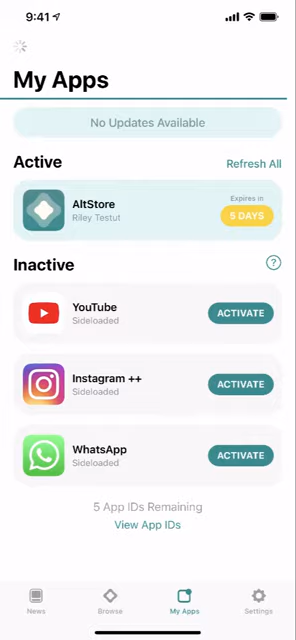 9:41
My Apps
No Updates Available
Active
Refresh All
AltStore
Riley Testut
Expires in
5 DAYS
Inactive
?
YouTube
Sideloaded
ACTIVATE
Instagram ++
Sideloaded
ACTIVATE
WhatsApp
Sideloaded
ACTIVATE
5 App IDs Remaining
View App IDs
News
Browse
My Apps
Settings